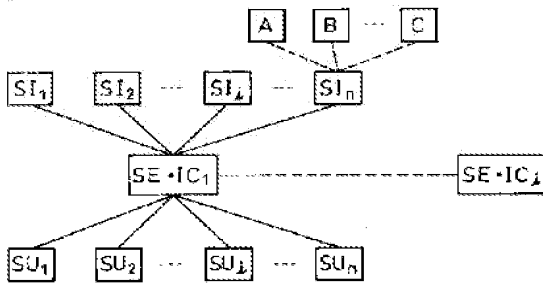 A B ... C
SI₁ SI₂ ... SIᵢ ... SIₙ
SE·IC₁ SE·ICᵢ
SU₁ SU₂ ... SUᵢ ... SUₙ